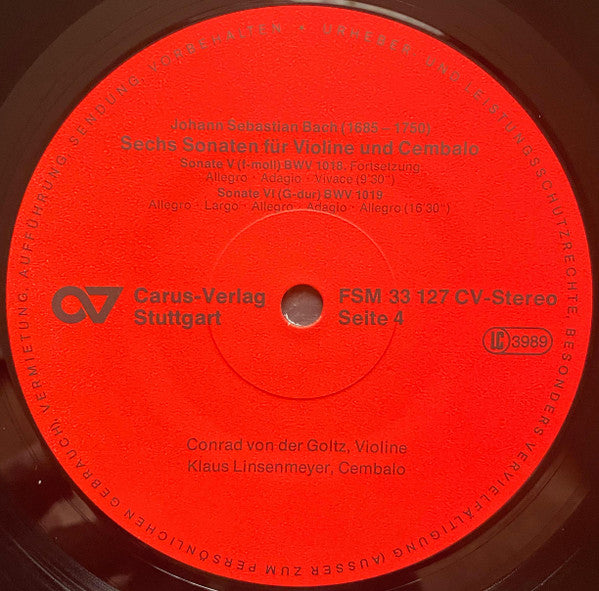 Johann Sebastian Bach (1685 – 1750)
Sechs Sonaten für Violine und Cembalo
Sonate V (f-moll) BWV 1018 Fortsetzung
Allegro · Adagio · Vivace (9'30")
Sonate VI (G-dur) BWV 1019
Allegro · Largo · Allegro · Adagio · Allegro (16'30")
Carus-Verlag
Stuttgart
FSM 33 127 CV-Stereo
Seite 4
LC 3989
Conrad von der Goltz, Violine
Klaus Linsenmeyer, Cembalo
URHEBER UND LEISTUNGSSCHUTZRECHTE, BESONDERS VERVIELFÄLTIGUNG (AUSSER ZUM PERSÖNLICHEN GEBRAUCH), VERMIETUNG, AUFFÜHRUNG, SENDUNG VORBEHALTEN +